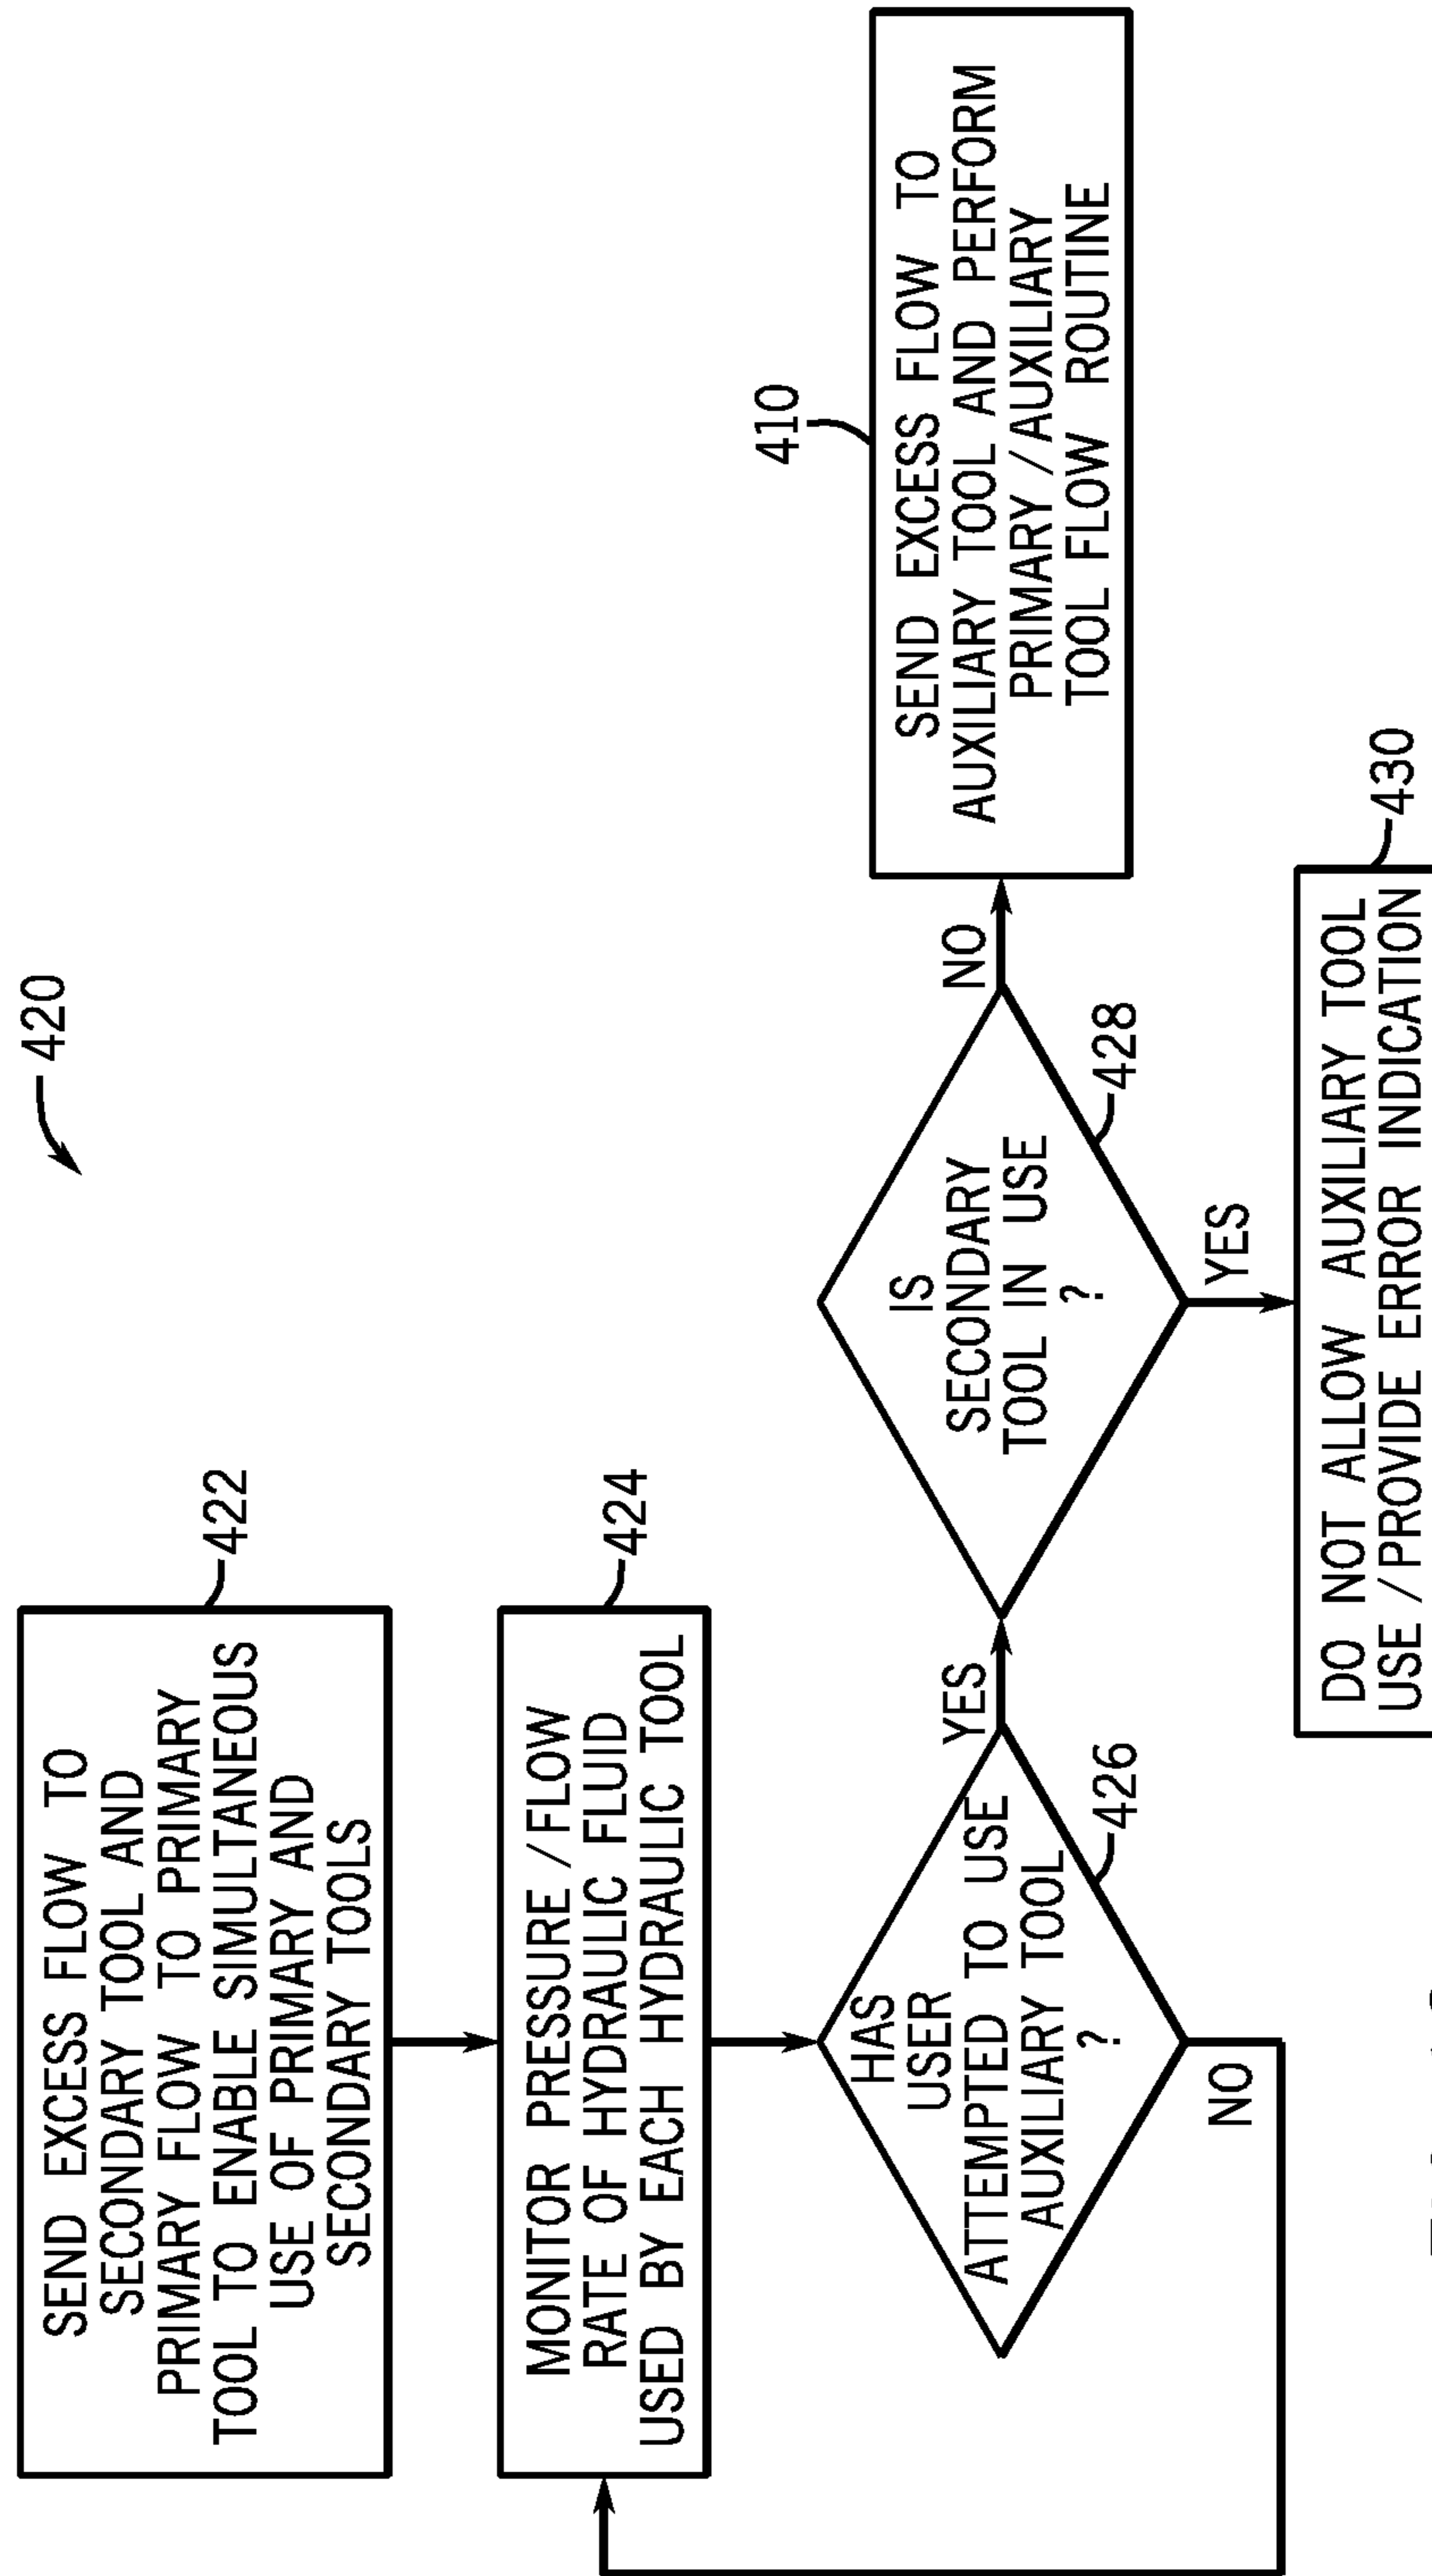 420
SEND EXCESS FLOW TO
SECONDARY TOOL AND
PRIMARY FLOW TO PRIMARY
TOOL TO ENABLE SIMULTANEOUS
USE OF PRIMARY AND
SECONDARY TOOLS
422
MONITOR PRESSURE/FLOW
RATE OF HYDRAULIC FLUID
USED BY EACH HYDRAULIC TOOL
424
HAS
USER
ATTEMPTED TO USE
AUXILIARY TOOL
?
426
NO
YES
IS
SECONDARY
TOOL IN USE
?
428
NO
YES
410
SEND EXCESS FLOW TO
AUXILIARY TOOL AND PERFORM
PRIMARY/AUXILIARY
TOOL FLOW ROUTINE
DO NOT ALLOW AUXILIARY TOOL
USE/PROVIDE ERROR INDICATION
430